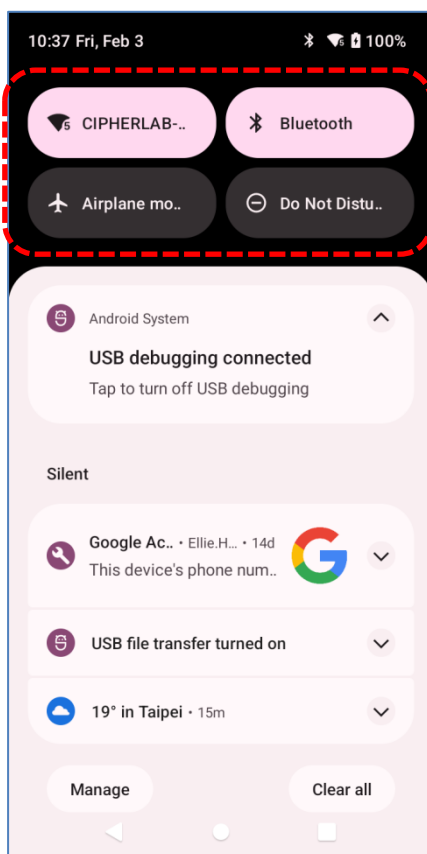 10:37 Fri, Feb 3 5 100%
5 CIPHERLAB-.. Bluetooth
Airplane mo.. Do Not Distu..
Android System
USB debugging connected
Tap to turn off USB debugging
Silent
Google Ac.. • Ellie.H... • 14d
This device's phone num..
USB file transfer turned on
19° in Taipei • 15m
Manage Clear all